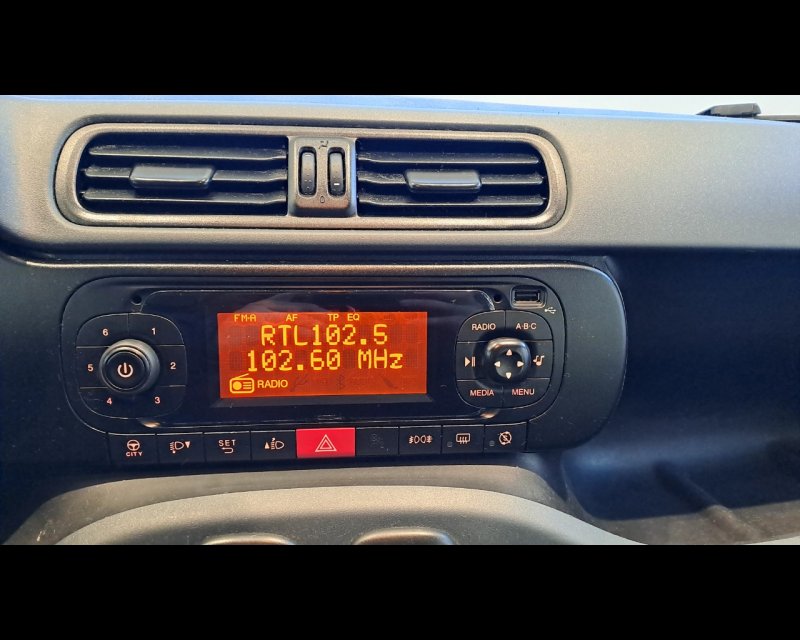 FM-A AF TP EQ
RTL102.5
102.60 MHz
RADIO
6 1
5 2
4 3
RADIO A·B·C
MEDIA MENU
CITY
SET